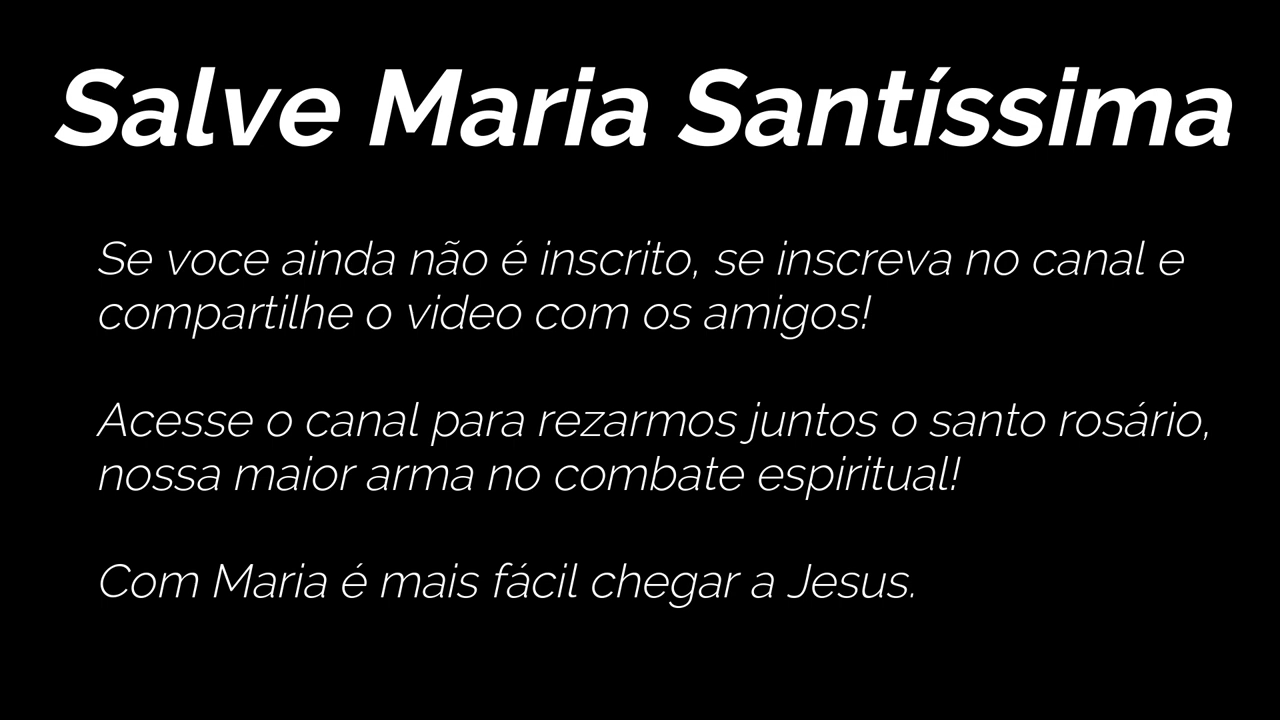 Salve Maria Santíssima
Se voce ainda não é inscrito, se inscreva no canal e
compartilhe o video com os amigos!
Acesse o canal para rezarmos juntos o santo rosário,
nossa maior arma no combate espiritual!
Com Maria é mais fácil chegar a Jesus.